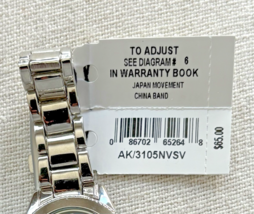 TO ADJUST
SEE DIAGRAM# 6
IN WARRANTY BOOK
JAPAN MOVEMENT
CHINA BAND
0 86702 65264 8
AK/3105NVSV
$65.00